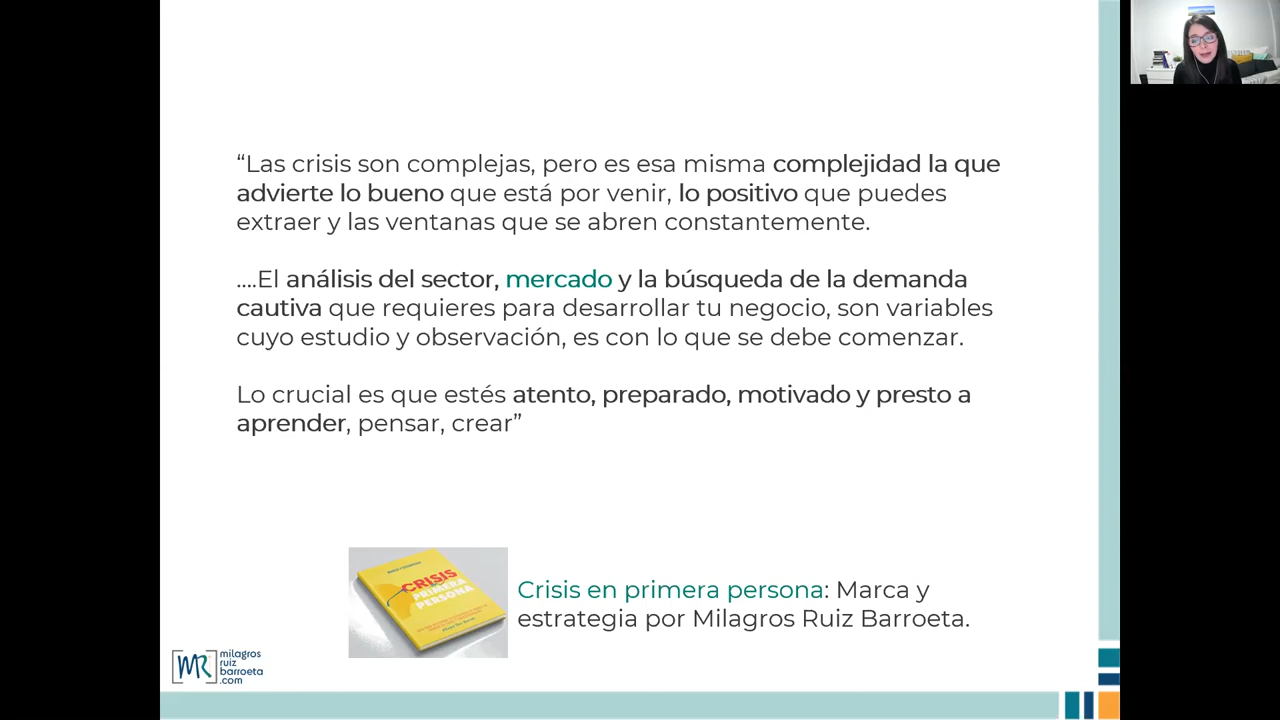 “Las crisis son complejas, pero es esa misma complejidad la que
advierte lo bueno que está por venir, lo positivo que puedes
extraer y las ventanas que se abren constantemente.
....El análisis del sector, mercado y la búsqueda de la demanda
cautiva que requieres para desarrollar tu negocio, son variables
cuyo estudio y observación, es con lo que se debe comenzar.
Lo crucial es que estés atento, preparado, motivado y presto a
aprender, pensar, crear”
CRISIS
PRIMERA
PERSONA
Crisis en primera persona: Marca y
estrategia por Milagros Ruiz Barroeta.
MR
milagros
ruiz
barroeta
.com